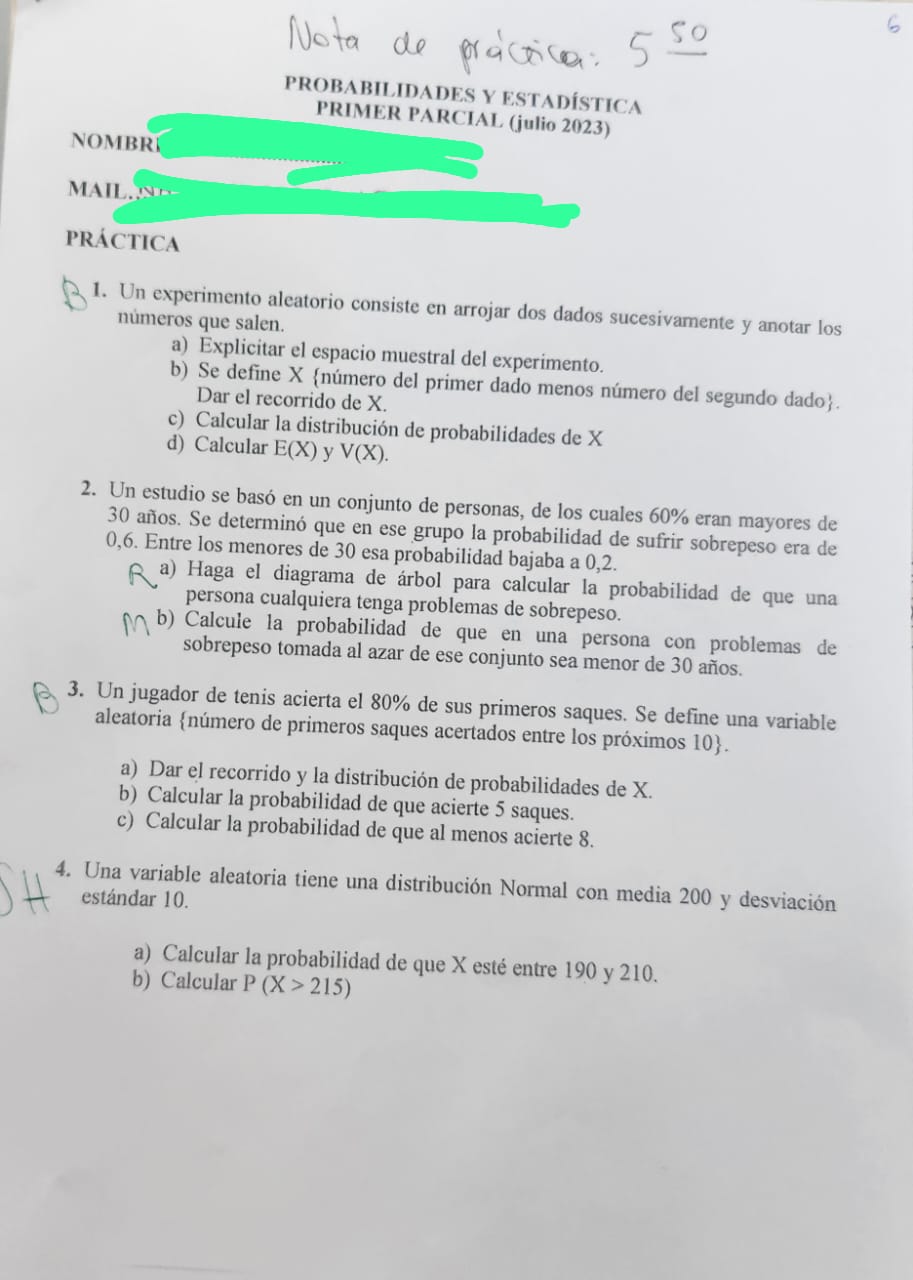 6
Nota de práctica: 5 50
PROBABILIDADES Y ESTADÍSTICA
PRIMER PARCIAL (julio 2023)
NOMBR
MAIL..
PRÁCTICA
B 1. Un experimento aleatorio consiste en arrojar dos dados sucesivamente y anotar los
números que salen.
a) Explicitar el espacio muestral del experimento.
b) Se define X {número del primer dado menos número del segundo dado}.
Dar el recorrido de X.
c) Calcular la distribución de probabilidades de X
d) Calcular E(X) y V(X).
2. Un estudio se basó en un conjunto de personas, de los cuales 60% eran mayores de
30 años. Se determinó que en ese grupo la probabilidad de sufrir sobrepeso era de
0,6. Entre los menores de 30 esa probabilidad bajaba a 0,2.
R a) Haga el diagrama de árbol para calcular la probabilidad de que una
persona cualquiera tenga problemas de sobrepeso.
M b) Calcule la probabilidad de que en una persona con problemas de
sobrepeso tomada al azar de ese conjunto sea menor de 30 años.
B 3. Un jugador de tenis acierta el 80% de sus primeros saques. Se define una variable
aleatoria {número de primeros saques acertados entre los próximos 10}.
a) Dar el recorrido y la distribución de probabilidades de X.
b) Calcular la probabilidad de que acierte 5 saques.
c) Calcular la probabilidad de que al menos acierte 8.
SH 4. Una variable aleatoria tiene una distribución Normal con media 200 y desviación
estándar 10.
a) Calcular la probabilidad de que X esté entre 190 y 210.
b) Calcular P (X > 215)